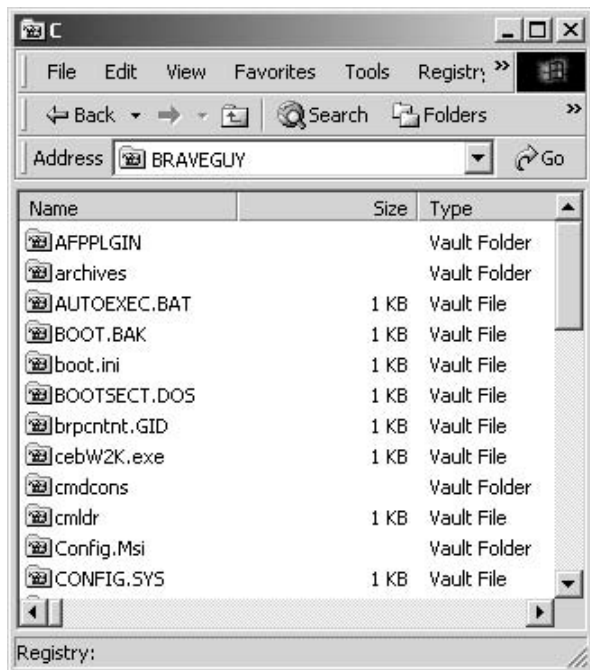 C
File Edit View Favorites Tools Registry »
Back Search Folders »
Address BRAVEGUY Go
Name Size Type
AFPPLGIN Vault Folder
archives Vault Folder
AUTOEXEC.BAT 1 KB Vault File
BOOT.BAK 1 KB Vault File
boot.ini 1 KB Vault File
BOOTSECT.DOS 1 KB Vault File
brpcntnt.GID 1 KB Vault File
cebW2K.exe 1 KB Vault File
cmdcons Vault Folder
cmldr 1 KB Vault File
Config.Msi Vault Folder
CONFIG.SYS 1 KB Vault File
Registry: